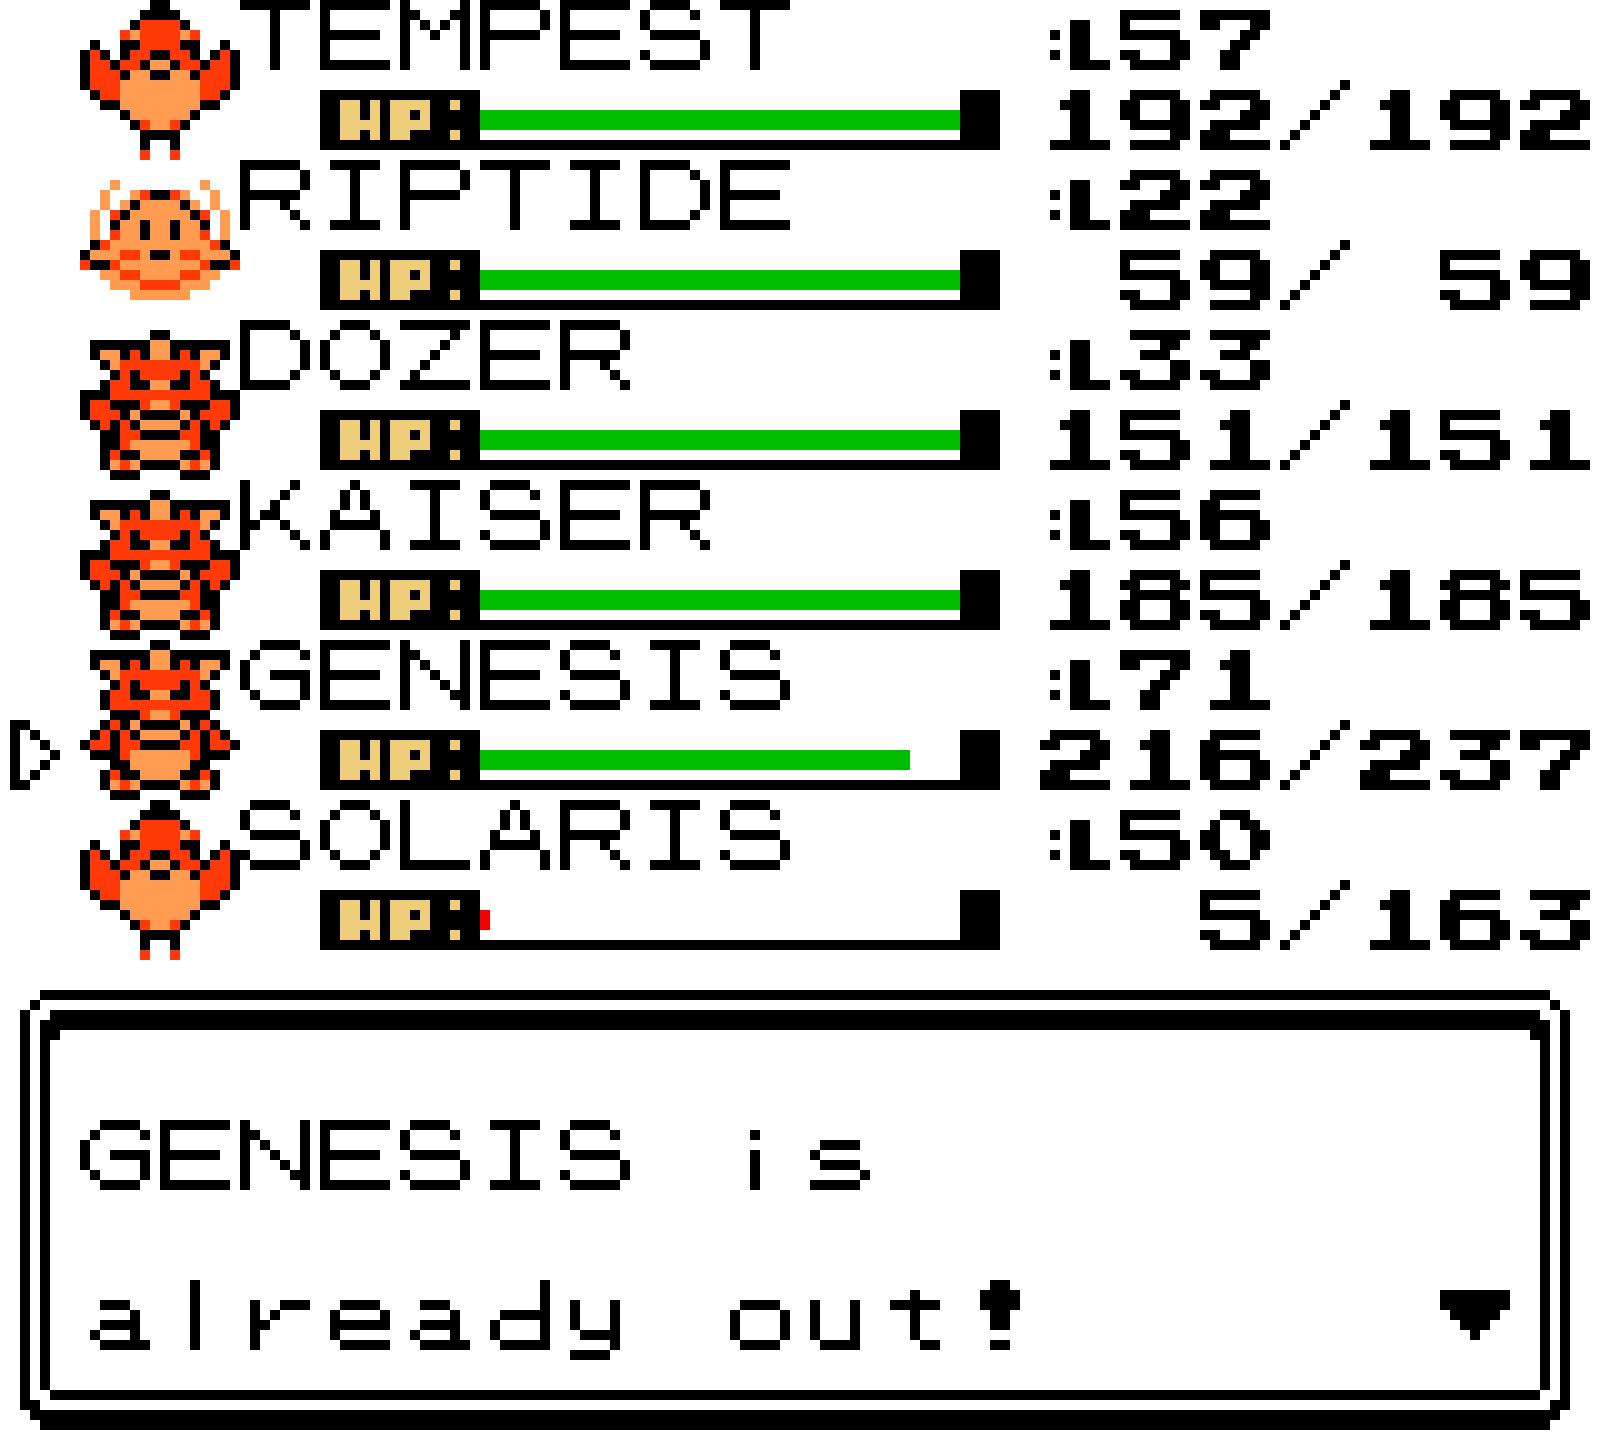 TEMPEST :L57
HP: 192/192
RIPTIDE :L22
HP: 59/ 59
DOZER :L33
HP: 151/151
KAISER :L56
HP: 185/185
GENESIS :L71
HP: 216/237
SOLARIS :L50
HP: 5/163
GENESIS is
already out!